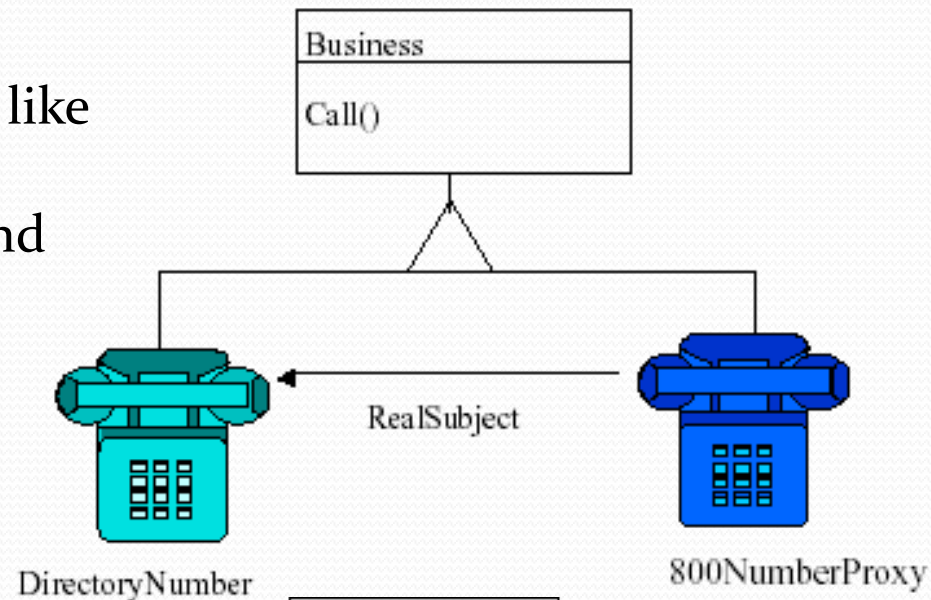 Business
like
Call()
nd
RealSubject
DirectoryNumber
800NumberProxy